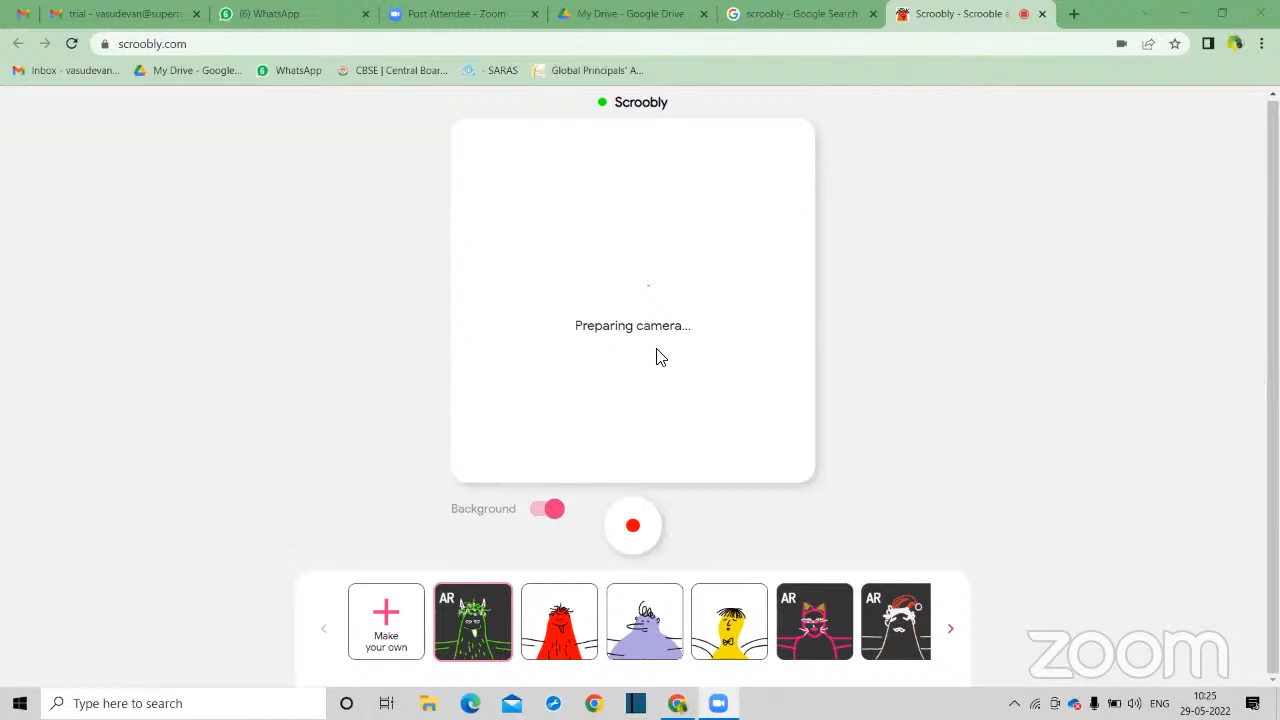 trial - vasudevan@superc
(6) WhatsApp
Post Attendee - Zoom
My Drive - Google Drive
scroobly - Google Search
Scroobly - Scrooble a
scroobly.com
Inbox - vasudevan...
My Drive - Google...
WhatsApp
CBSE | Central Boar...
- SARAS
Global Principals' A...
Scroobly
Preparing camera...
Background
AR
AR
AR
Make
your own
zoom
Type here to search
ENG
10:25
29-05-2022